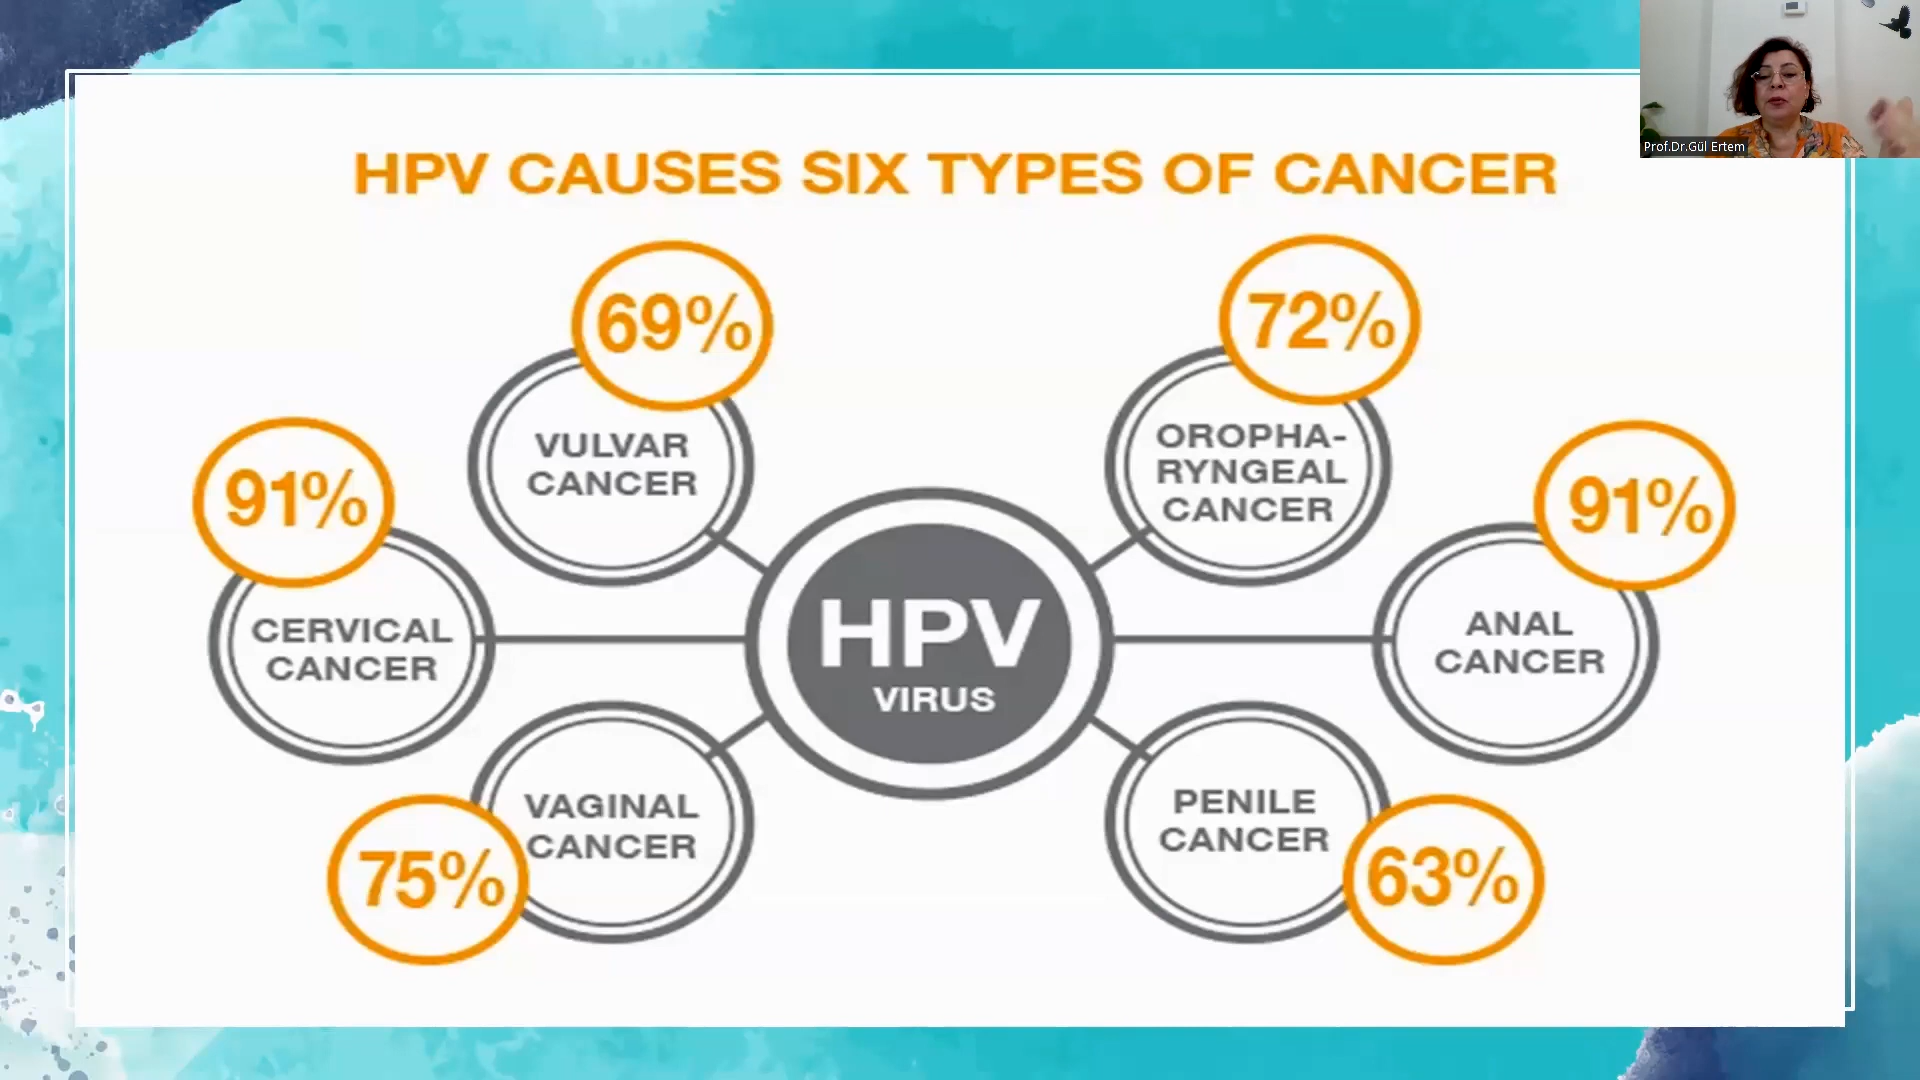 Prof.Dr.Gül Ertem
HPV CAUSES SIX TYPES OF CANCER
69%
VULVAR
CANCER
72%
OROPHA-
RYNGEAL
CANCER
91%
CERVICAL
CANCER
HPV
VIRUS
91%
ANAL
CANCER
75%
VAGINAL
CANCER
PENILE
CANCER
63%